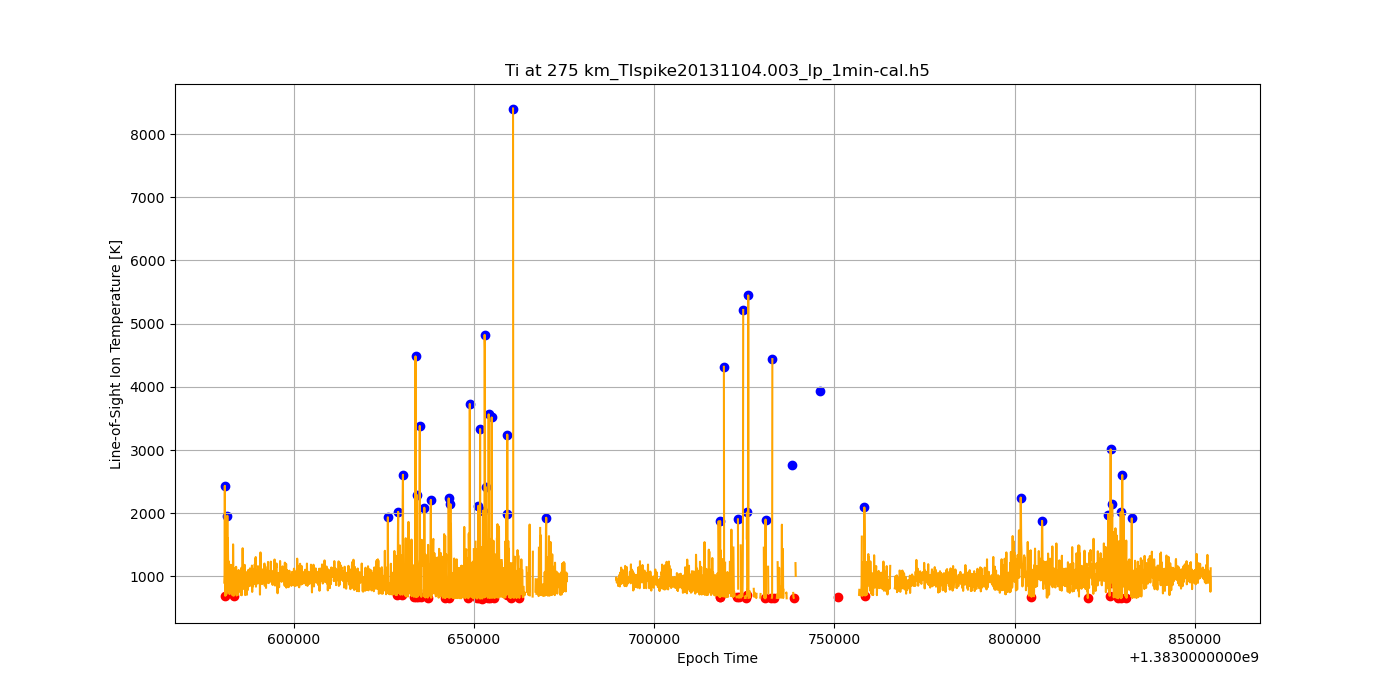 Ti at 275 km_TIspike20131104.003_lp_1min-cal.h5
Line-of-Sight Ion Temperature [K]
8000
7000
6000
5000
4000
3000
2000
1000
600000 650000 700000 750000 800000 850000
Epoch Time
+1.3830000000e9